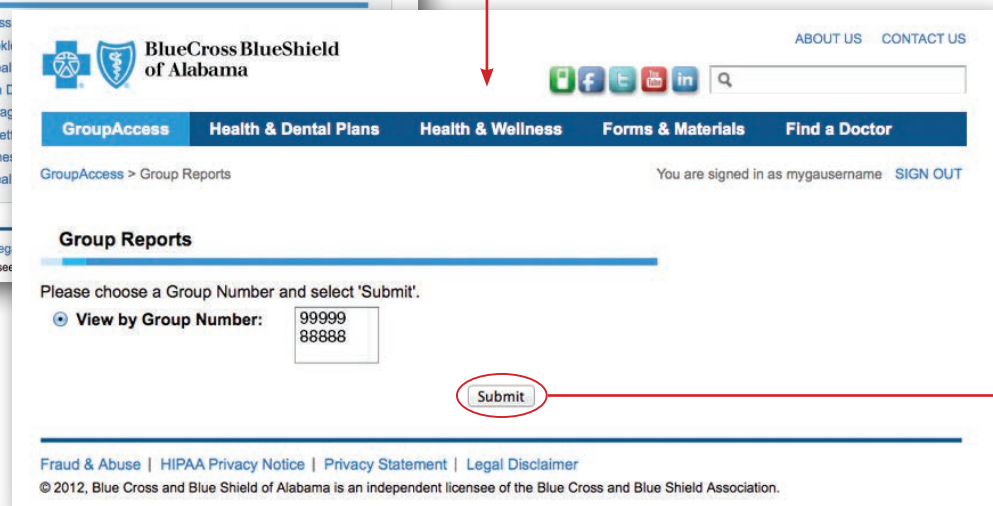 BlueCross BlueShield
of Alabama
ABOUT US CONTACT US
GroupAccess Health & Dental Plans Health & Wellness Forms & Materials Find a Doctor
GroupAccess > Group Reports You are signed in as mygausername SIGN OUT
Group Reports
Please choose a Group Number and select 'Submit'.
View by Group Number: 99999
88888
Submit
Fraud & Abuse | HIPAA Privacy Notice | Privacy Statement | Legal Disclaimer
© 2012, Blue Cross and Blue Shield of Alabama is an independent licensee of the Blue Cross and Blue Shield Association.